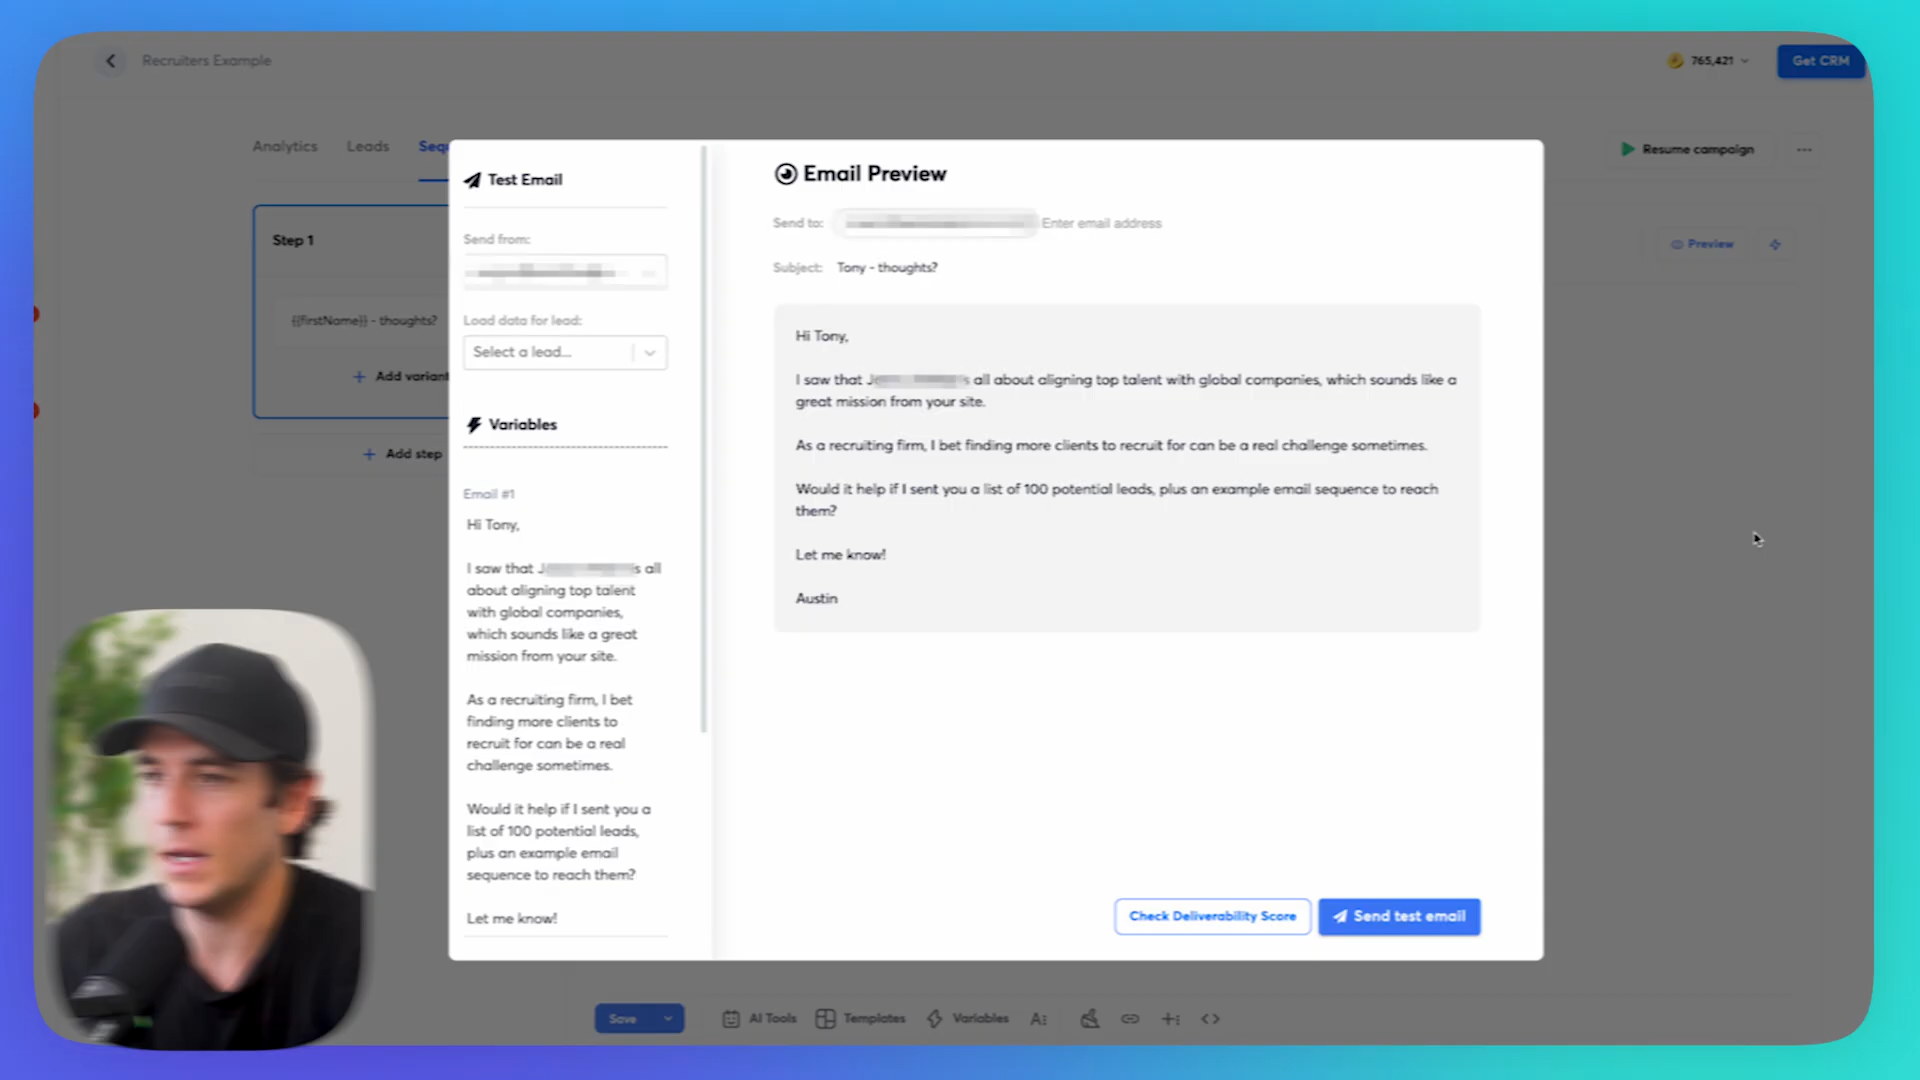 Recruiters Example
765,421
Get CRM
Analytics
Leads
Sequ
Resume campaign
Step 1
Preview
{{firstName}} - thoughts?
Add variant
Add step
Test Email
Send from:
Load data for lead:
Select a lead...
Variables
Email #1
Hi Tony,
I saw that J s all
about aligning top talent
with global companies,
which sounds like a great
mission from your site.
As a recruiting firm, I bet
finding more clients to
recruit for can be a real
challenge sometimes.
Would it help if I sent you a
list of 100 potential leads,
plus an example email
sequence to reach them?
Let me know!
Email Preview
Send to: Enter email address
Subject: Tony - thoughts?
Hi Tony,
I saw that J s all about aligning top talent with global companies, which sounds like a
great mission from your site.
As a recruiting firm, I bet finding more clients to recruit for can be a real challenge sometimes.
Would it help if I sent you a list of 100 potential leads, plus an example email sequence to reach
them?
Let me know!
Austin
Check Deliverability Score
Send test email
Save
AI Tools
Templates
Variables